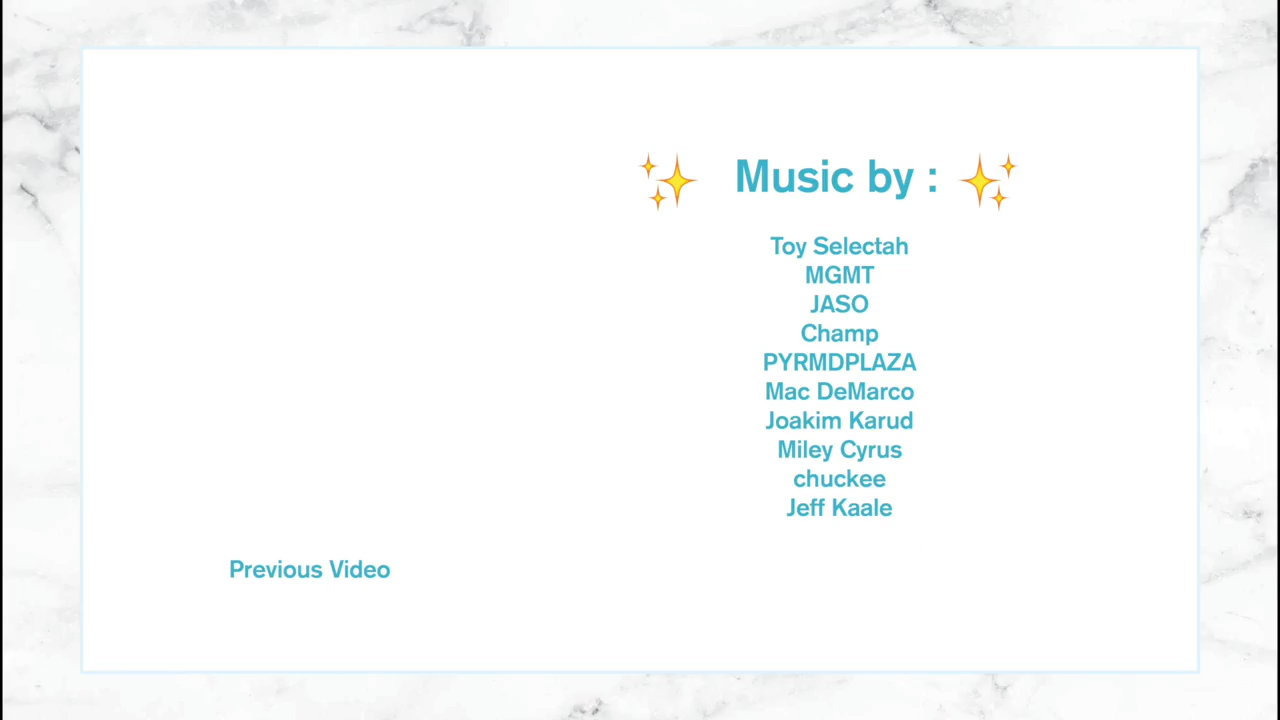 Music by :
Toy Selectah
MGMT
JASO
Champ
PYRMDPLAZA
Mac DeMarco
Joakim Karud
Miley Cyrus
chuckee
Jeff Kaale
Previous Video